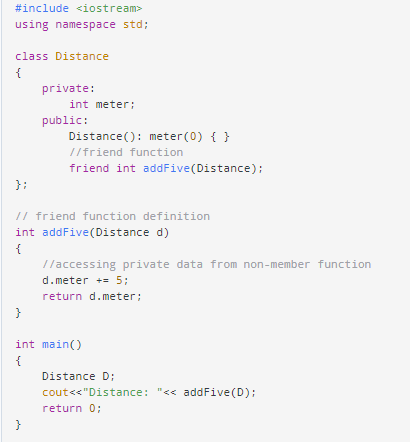 #include <iostream>
using namespace std;

class Distance
{
    private:
        int meter;
    public:
        Distance(): meter(0) { }
        //friend function
        friend int addFive(Distance);
};

// friend function definition
int addFive(Distance d)
{
    //accessing private data from non-member function
    d.meter += 5;
    return d.meter;
}

int main()
{
    Distance D;
    cout<<"Distance: "<< addFive(D);
    return 0;
}